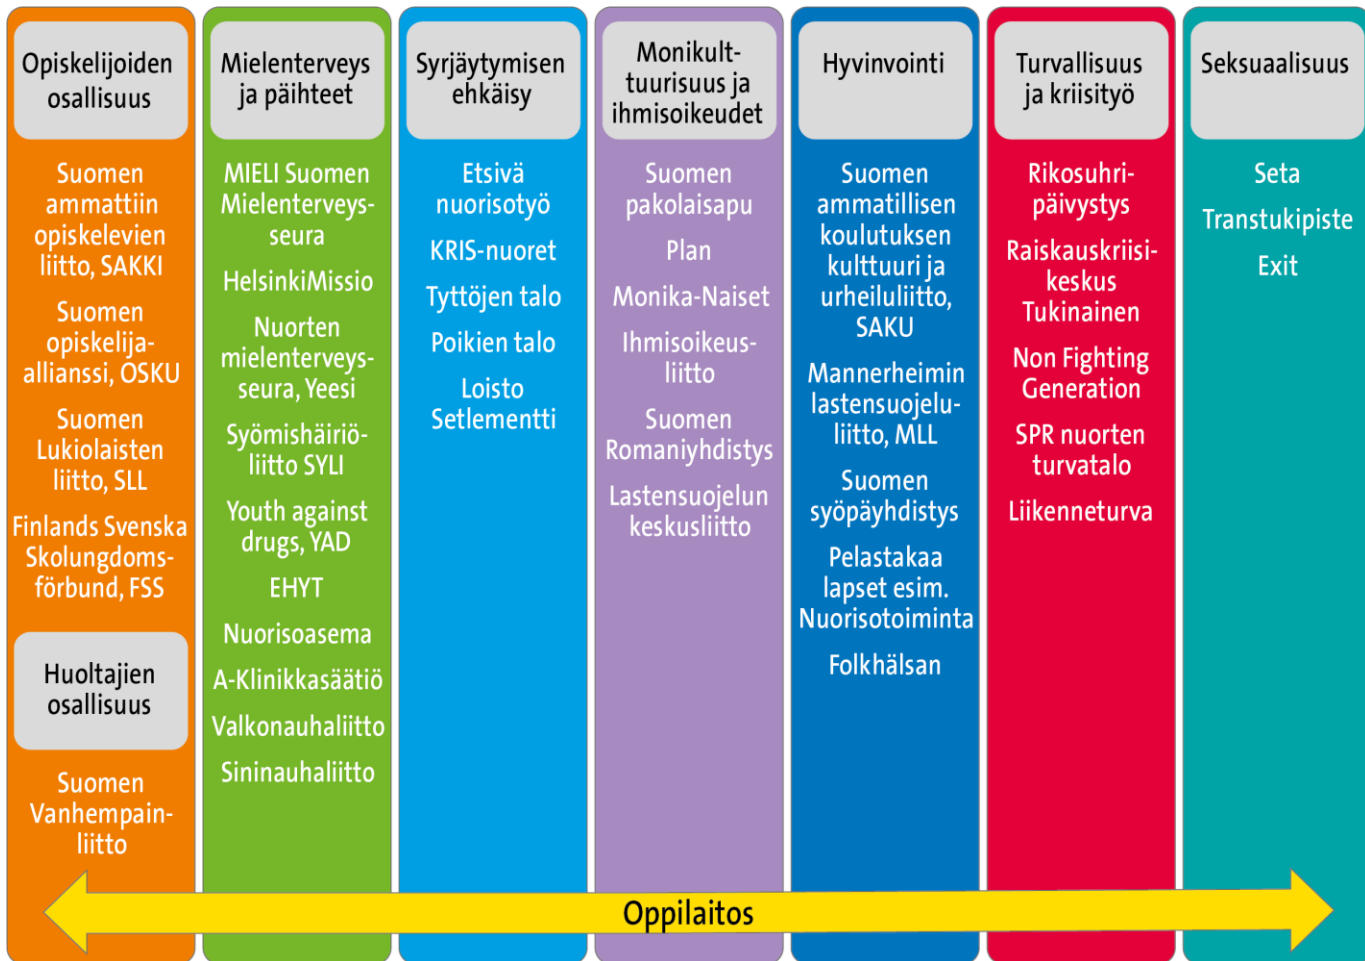 Opiskelijoiden
osallisuus
Suomen
ammattiin
opiskelevien
liitto, SAKKI
Suomen
opiskelija-
allianssi, OSKU
Suomen
Lukiolaisten
liitto, SLL
Finlands Svenska
Skolungdoms-
förbund, FSS
Huoltajien
osallisuus
Suomen
Vanhempain-
liitto
Mielenterveys
ja päihteet
MIELI Suomen
Mielenterveys-
seura
HelsinkiMissio
Nuorten
mielenterveys-
seura, Yeesi
Syömishäiriö-
liitto SYLI
Youth against
drugs, YAD
EHYT
Nuorisoasema
A-Klinikkasäätiö
Valkonauhaliitto
Sininauhaliitto
Syrjäytymisen
ehkäisy
Etsivä
nuorisotyö
KRIS-nuoret
Tyttöjen talo
Poikien talo
Loisto
Setlementti
Monikult-
tuurisuus ja
ihmisoikeudet
Suomen
pakolaisapu
Plan
Monika-Naiset
Ihmisoikeus-
liitto
Suomen
Romaniyhdistys
Lastensuojelun
keskusliitto
Hyvinvointi
Suomen
ammatillisen
koulutuksen
kulttuuri ja
urheiluliitto,
SAKU
Mannerheimin
lastensuojelu-
liitto, MLL
Suomen
syöpäyhdistys
Pelastakaa
lapset esim.
Nuorisotoiminta
Folkhälsan
Turvallisuus
ja kriisityö
Rikosuhri-
päivystys
Raiskauskriisi-
keskus
Tukinainen
Non Fighting
Generation
SPR nuorten
turvatalo
Liikenneturva
Seksuaalisuus
Seta
Transtukipiste
Exit
Oppilaitos